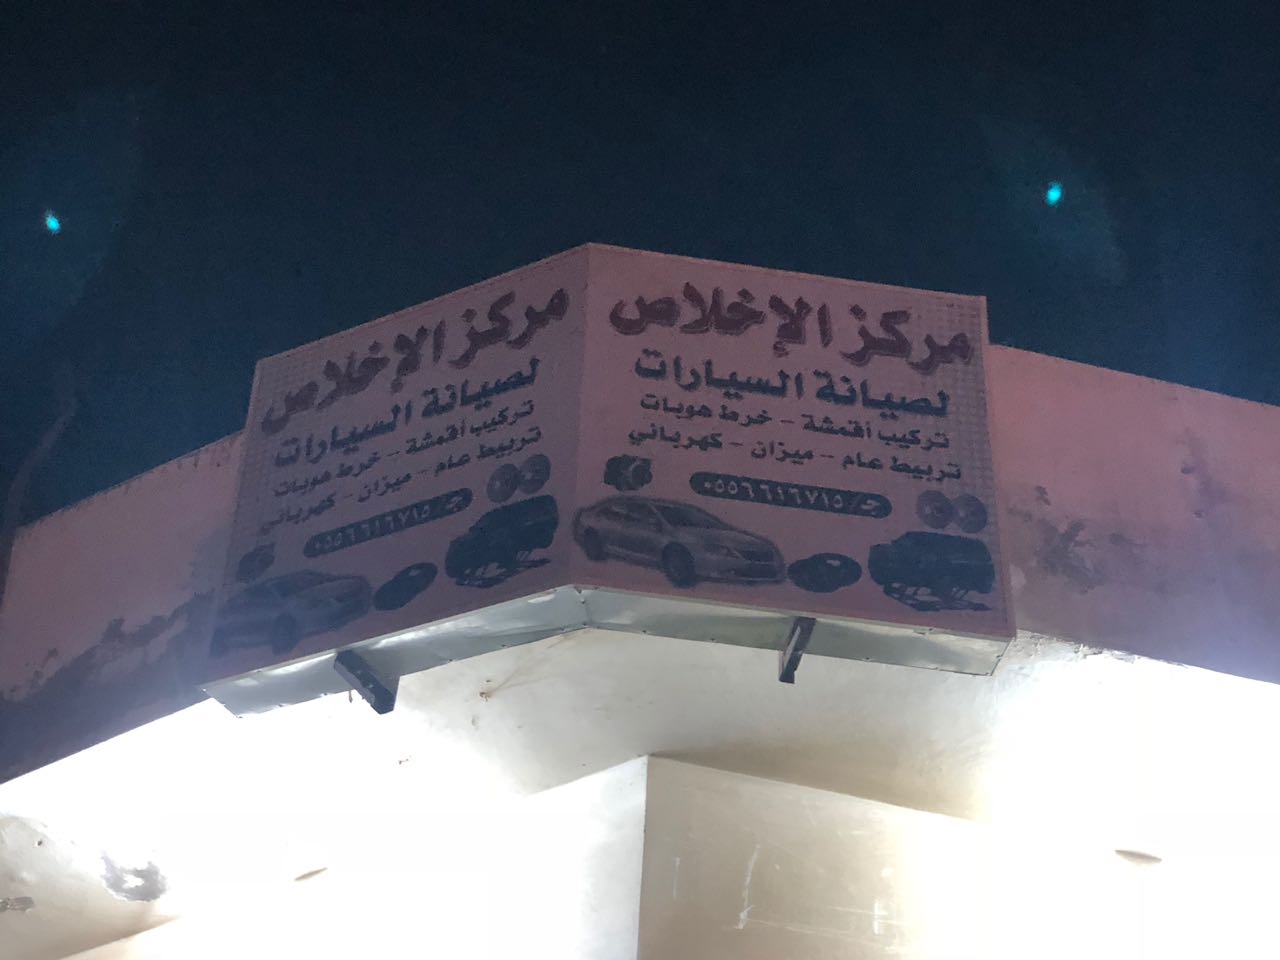 مركز الإخلاص
لصيانة السيارات
تركيب أقمشة - خرط هوبات
تربيط عام - ميزان - كهربائي
ج/٠٥٥٦٦١٦٧١٥
مركز الإخلاص
لصيانة السيارات
تركيب أقمشة - خرط هوبات
تربيط عام - ميزان - كهربائي
ج/٠٥٥٦٦١٦٧١٥